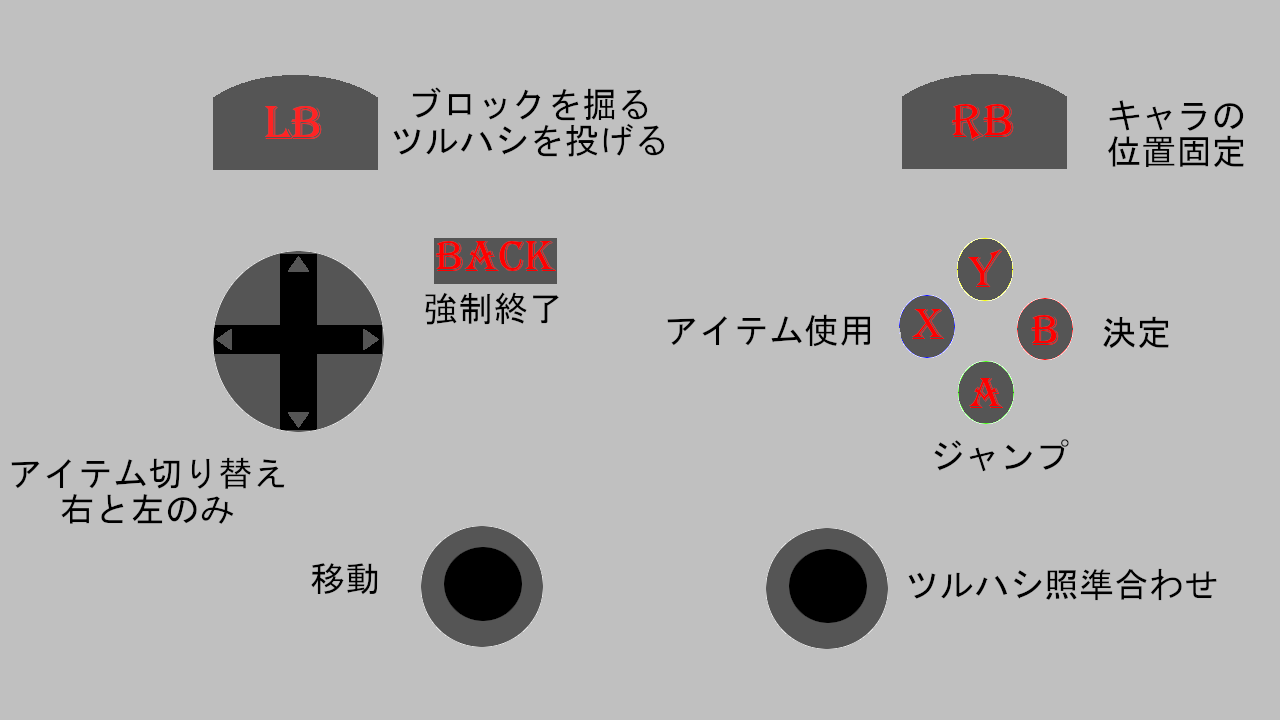 LB
ブロックを掘る
ツルハシを投げる
RB
キャラの
位置固定
BACK
強制終了
Y
アイテム使用
X
B
決定
A
ジャンプ
アイテム切り替え
右と左のみ
移動
ツルハシ照準合わせ